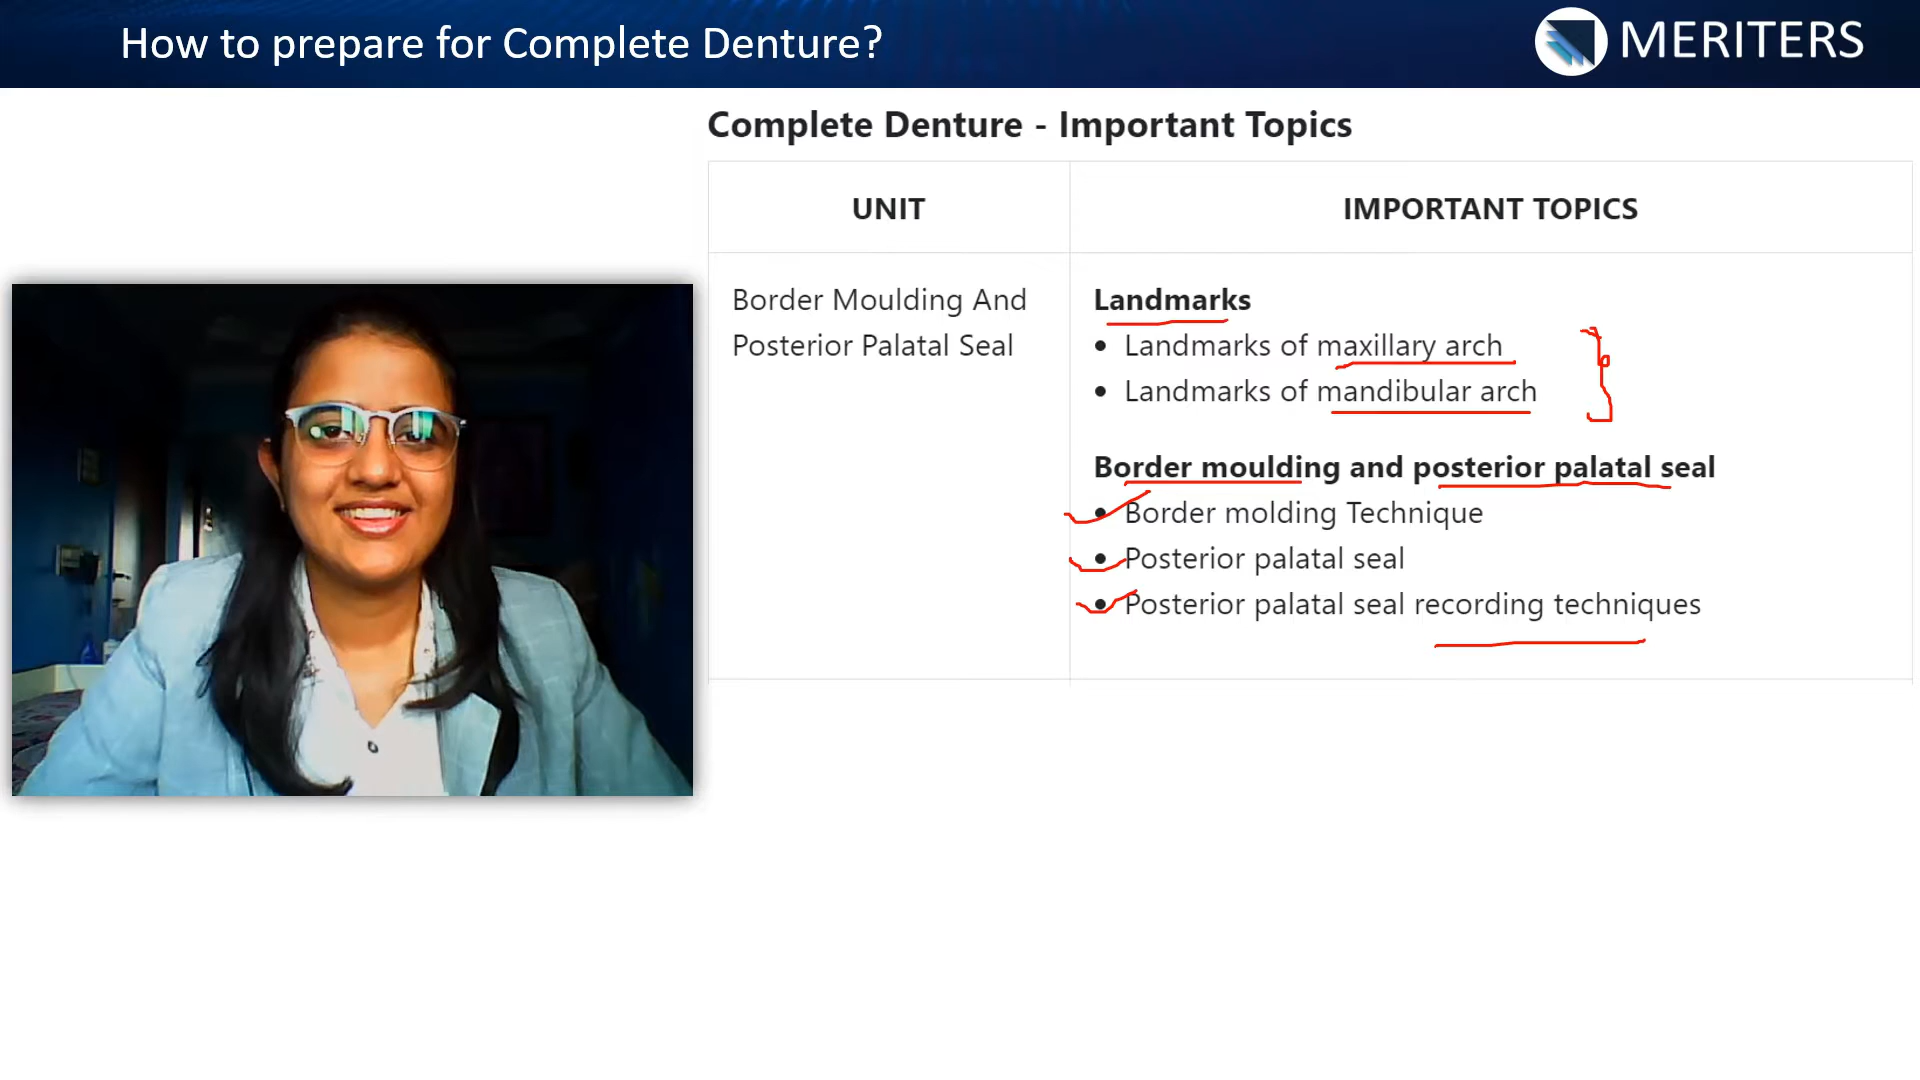 How to prepare for Complete Denture?
MERITERS
Complete Denture - Important Topics
UNIT
IMPORTANT TOPICS
Border Moulding And
Posterior Palatal Seal
Landmarks
• Landmarks of maxillary arch
• Landmarks of mandibular arch
Border moulding and posterior palatal seal
• Border molding Technique
• Posterior palatal seal
• Posterior palatal seal recording techniques